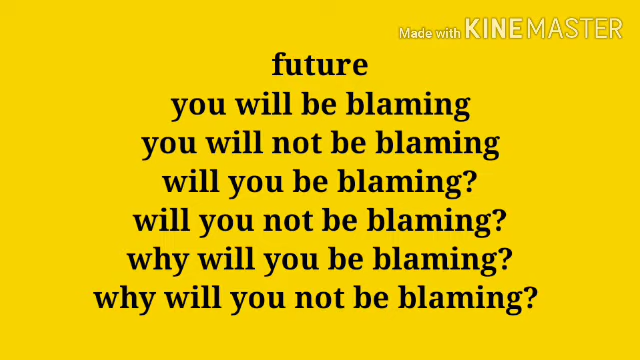 Made with KINEMASTER
future
you will be blaming
you will not be blaming
will you be blaming?
will you not be blaming?
why will you be blaming?
why will you not be blaming?